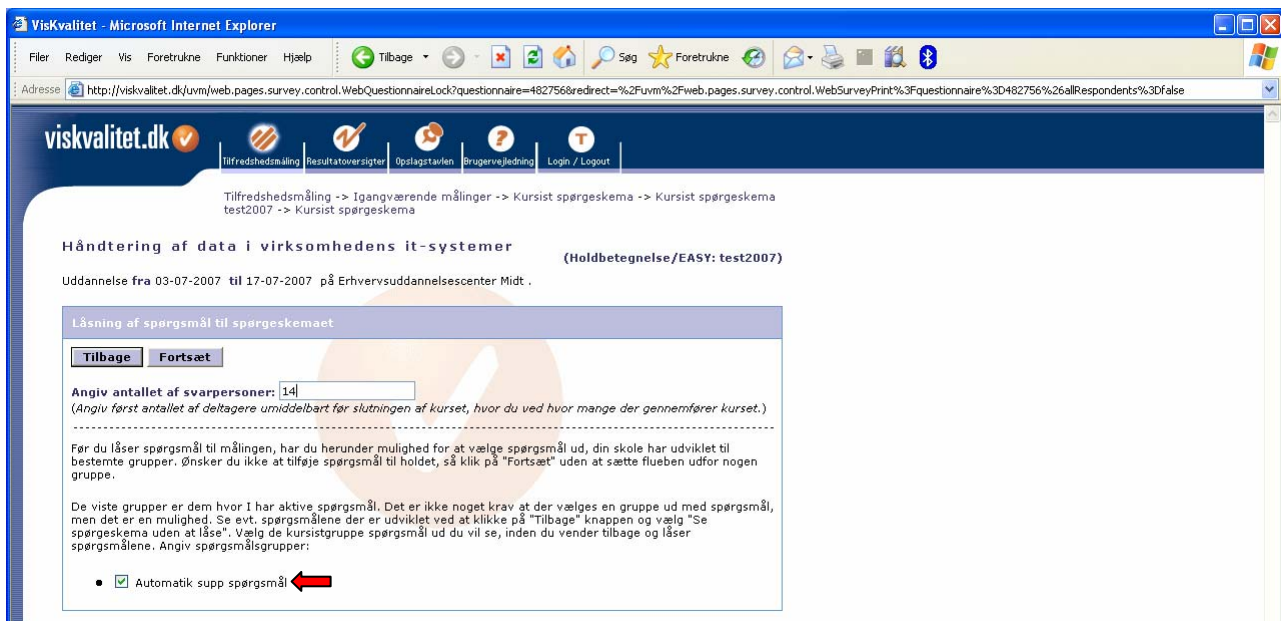 VisKvalitet - Microsoft Internet Explorer
Filer Rediger Vis Foretrukne Funktioner Hjælp Tilbage Søg Foretrukne
Adresse http://viskvalitet.dk/uvm/web.pages.survey.control.WebQuestionnaireLock?questionnaire=482756&redirect=%2Fuvm%2Fweb.pages.survey.control.WebSurveyPrint%3Fquestionnaire%3D482756%26allRespondents%3Dfalse
viskvalitet.dk
Tilfredshedsmåling Resultatoversigter Opslagstavlen Brugervejledning Login / Logout
Tilfredshedsmåling -> Igangværende målinger -> Kursist spørgeskema -> Kursist spørgeskema
test2007 -> Kursist spørgeskema
Håndtering af data i virksomhedens it-systemer
(Holdbetegnelse/EASY: test2007)
Uddannelse fra 03-07-2007 til 17-07-2007 på Erhvervsuddannelsescenter Midt .
Låsning af spørgsmål til spørgeskemaet
Tilbage Fortsæt
Angiv antallet af svarpersoner: 14
(Angiv først antallet af deltagere umiddelbart før slutningen af kurset, hvor du ved hvor mange der gennemfører kurset.)
Før du låser spørgsmål til målingen, har du herunder mulighed for at vælge spørgsmål ud, din skole har udviklet til
bestemte grupper. Ønsker du ikke at tilføje spørgsmål til holdet, så klik på "Fortsæt" uden at sætte flueben udfor nogen
gruppe.
De viste grupper er dem hvor I har aktive spørgsmål. Det er ikke noget krav at der vælges en gruppe ud med spørgsmål,
men det er en mulighed. Se evt. spørgsmålene der er udviklet ved at klikke på "Tilbage" knappen og vælg "Se
spørgeskema uden at låse". Vælg de kursistgruppe spørgsmål ud du vil se, inden du vender tilbage og låser
spørgsmålene. Angiv spørgsmålsgrupper:
Automatik supp spørgsmål